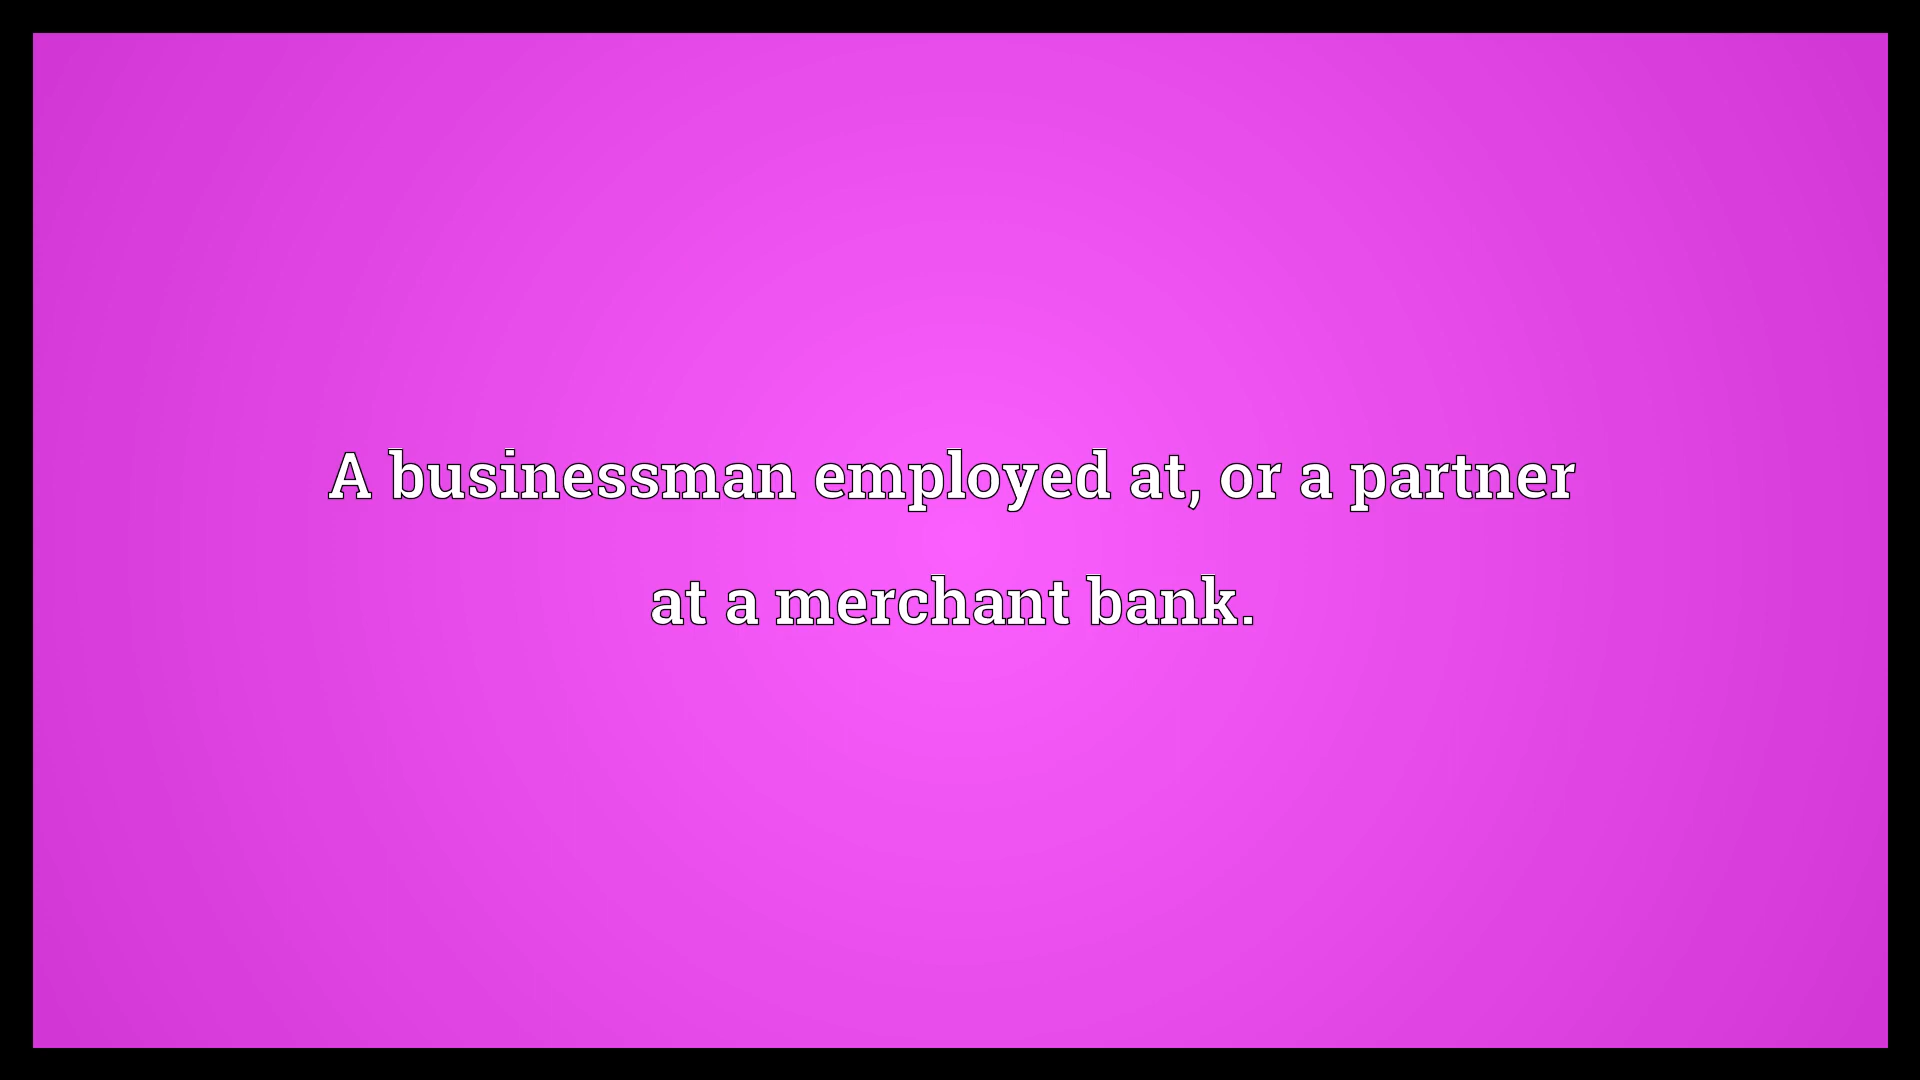 A businessman employed at, or a partner
at a merchant bank.